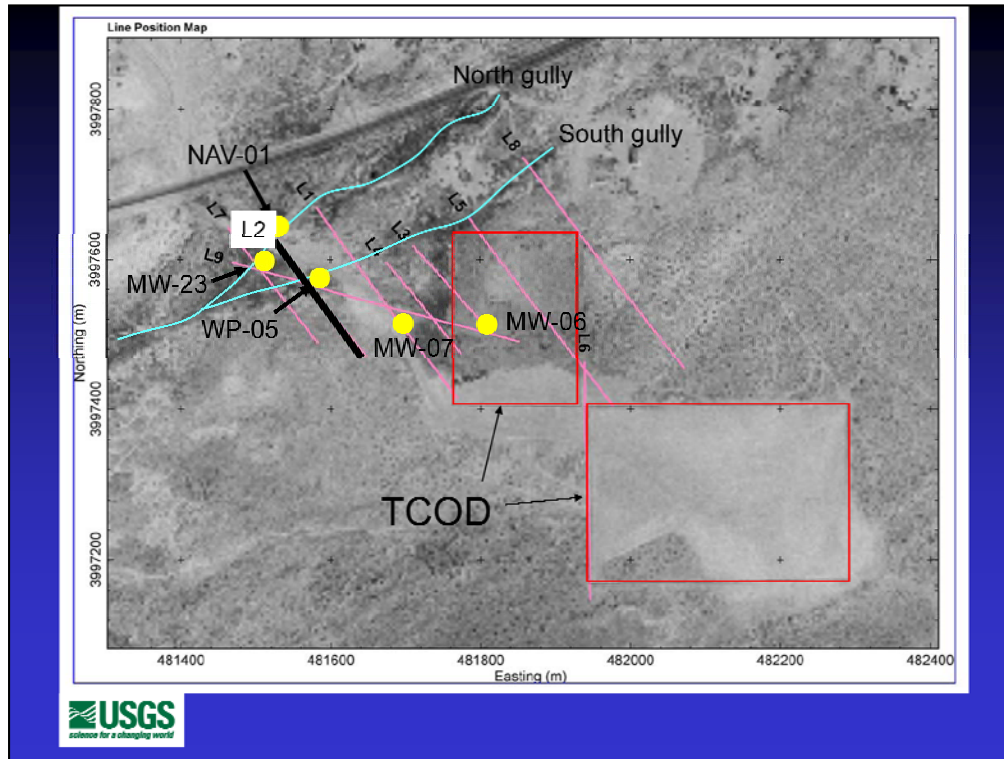 Line Position Map
North gully
South gully
NAV-01
L8
L1
L7
L5
L2
L3
L4
L9
MW-23
WP-05
MW-07
MW-06
L6
TCOD
Northing (m)
3997800
3997600
3997400
3997200
481400
481600
481800
482000
482200
482400
Easting (m)
USGS
science for a changing world